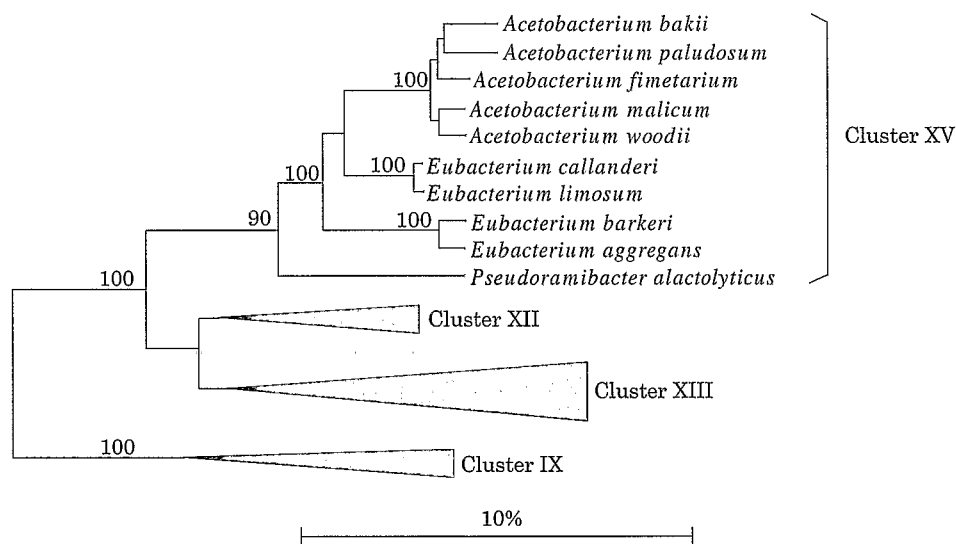 Acetobacterium bakii
Acetobacterium paludosum
100
Acetobacterium fimetarium
Acetobacterium malicum
Acetobacterium woodii
Cluster XV
100
Eubacterium callanderi
100
Eubacterium limosum
90
100
Eubacterium barkeri
Eubacterium aggregans
100
Pseudoramibacter alactolyticus
Cluster XII
Cluster XIII
100
Cluster IX
10%